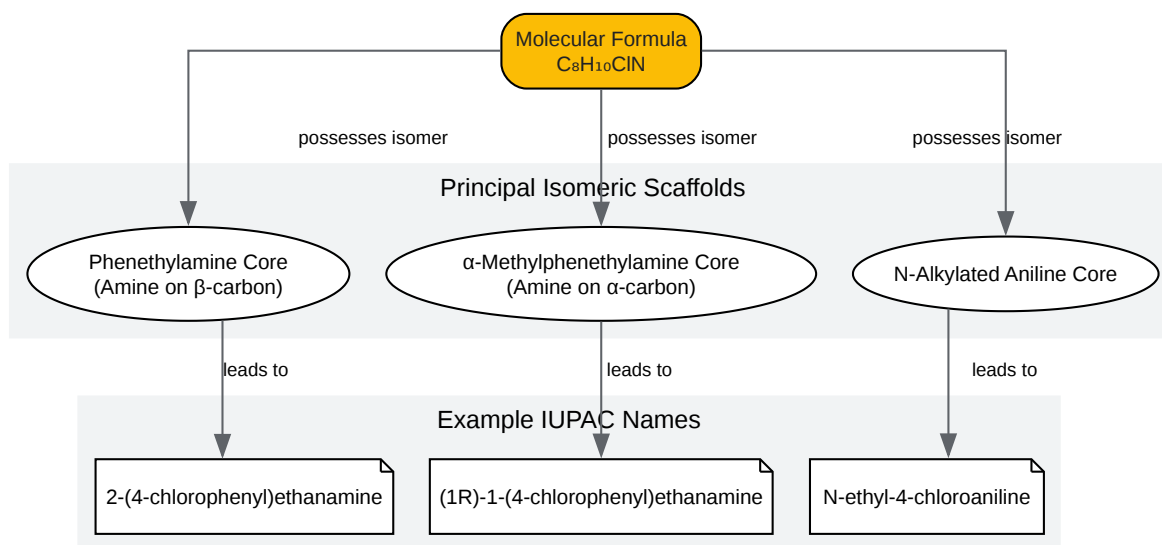 Molecular Formula
C₈H₁₀ClN
possesses isomer
possesses isomer
possesses isomer
Principal Isomeric Scaffolds
Phenethylamine Core
(Amine on β-carbon)
α-Methylphenethylamine Core
(Amine on α-carbon)
N-Alkylated Aniline Core
leads to
leads to
leads to
Example IUPAC Names
2-(4-chlorophenyl)ethanamine
(1R)-1-(4-chlorophenyl)ethanamine
N-ethyl-4-chloroaniline